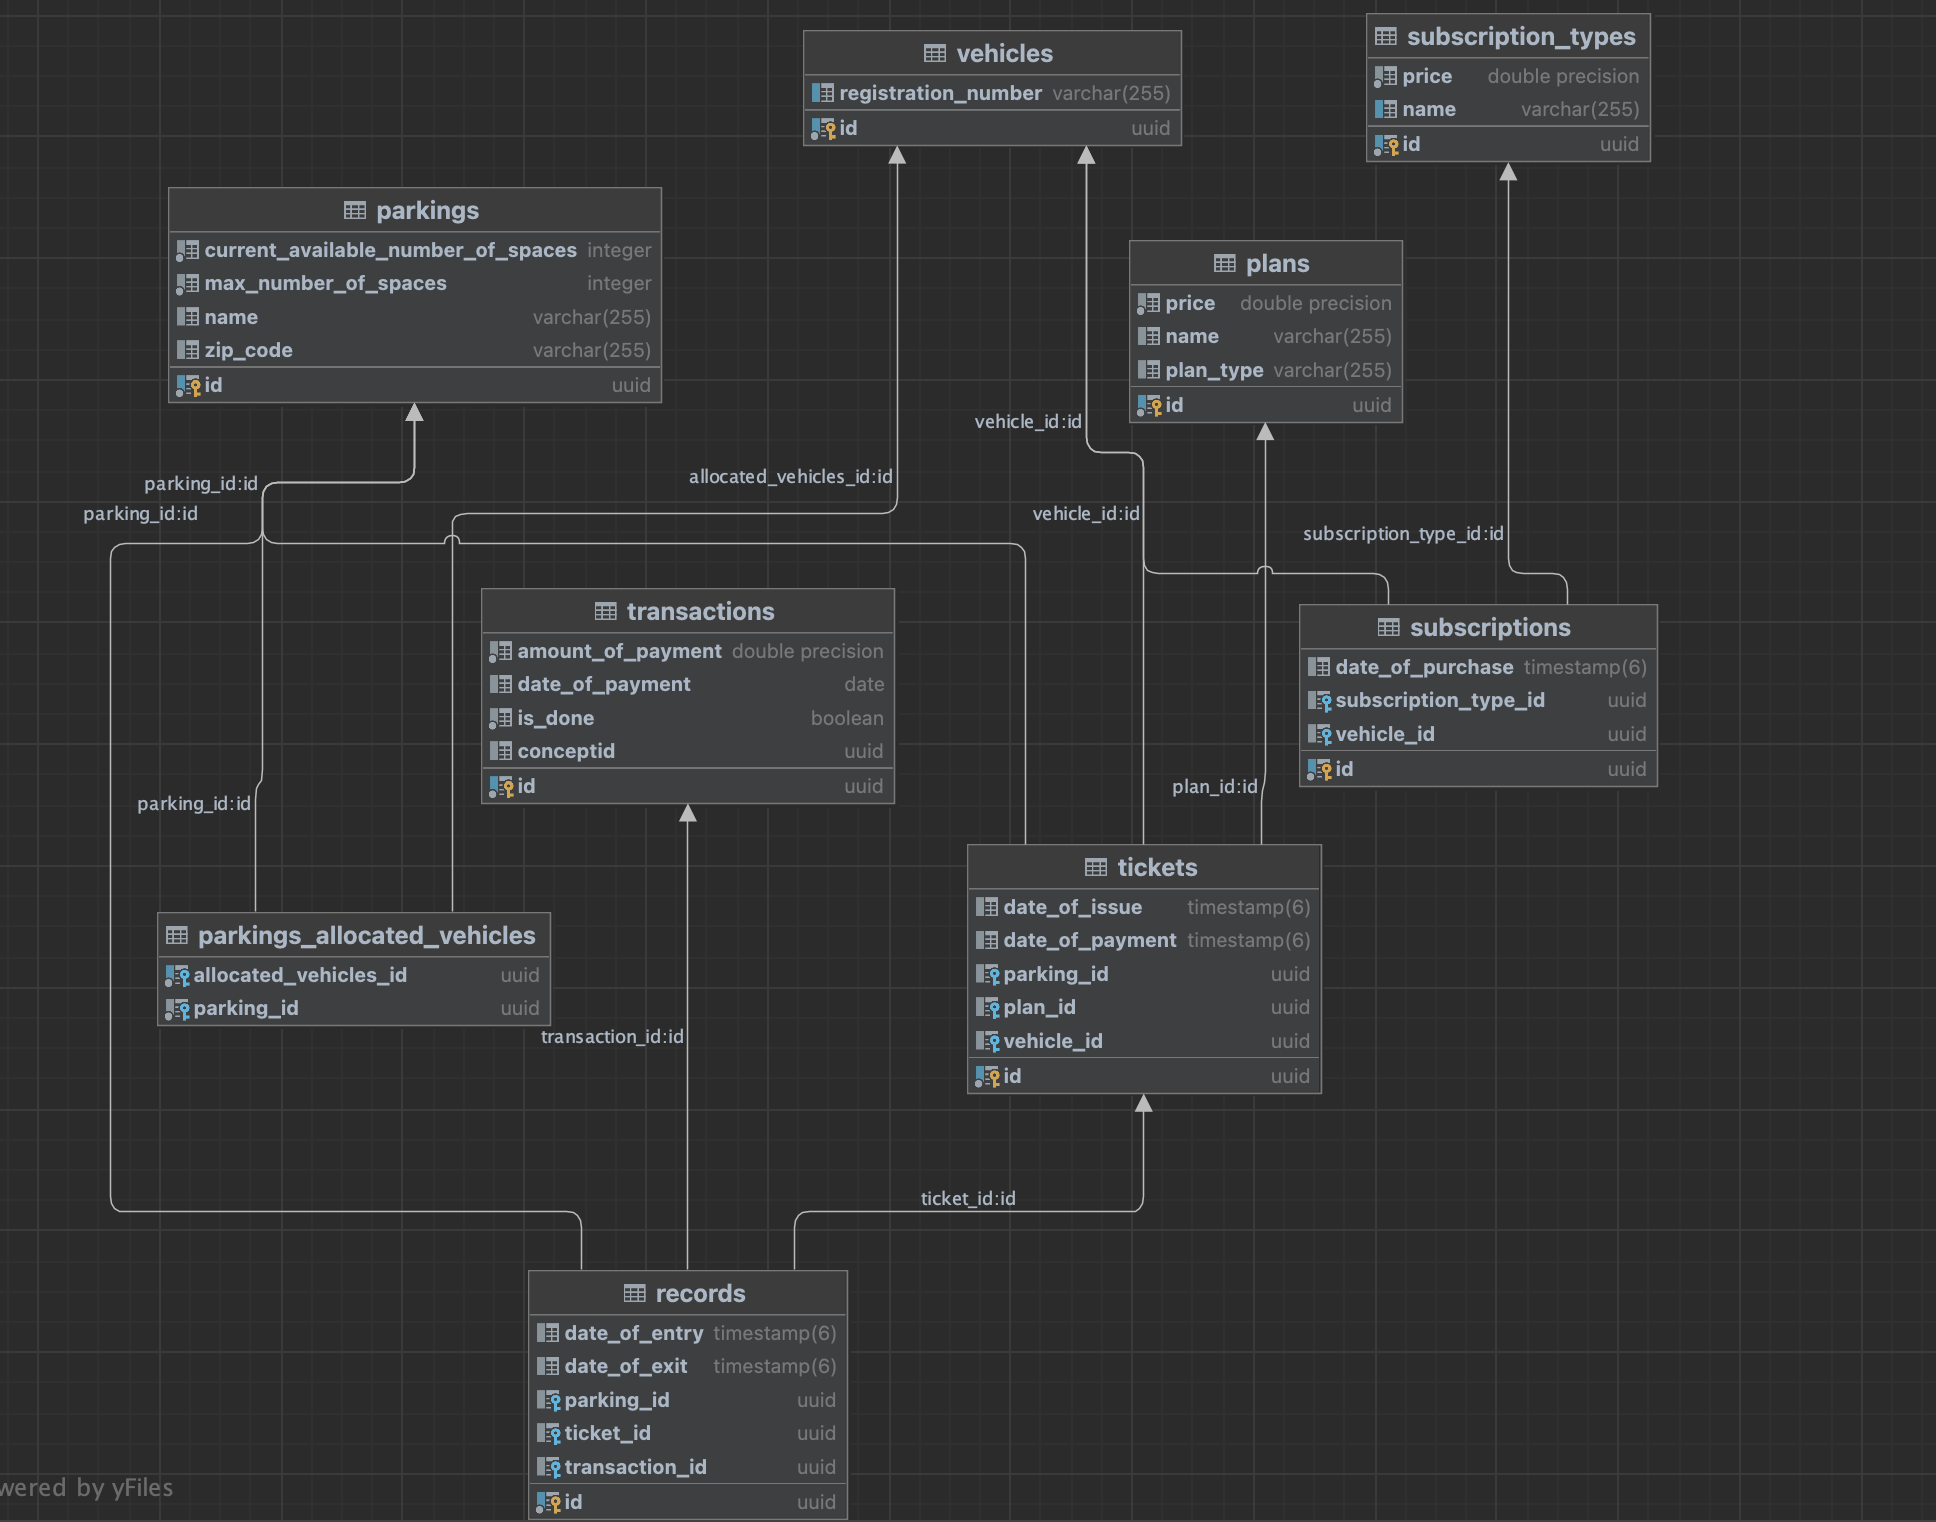 vehicles
registration_number varchar(255)
id uuid
subscription_types
price double precision
name varchar(255)
id uuid
parkings
current_available_number_of_spaces integer
max_number_of_spaces integer
name varchar(255)
zip_code varchar(255)
id uuid
plans
price double precision
name varchar(255)
plan_type varchar(255)
id uuid
vehicle_id:id
allocated_vehicles_id:id
parking_id:id
parking_id:id
vehicle_id:id
subscription_type_id:id
transactions
amount_of_payment double precision
date_of_payment date
is_done boolean
conceptid uuid
id uuid
subscriptions
date_of_purchase timestamp(6)
subscription_type_id uuid
vehicle_id uuid
id uuid
plan_id:id
parking_id:id
tickets
date_of_issue timestamp(6)
date_of_payment timestamp(6)
parking_id uuid
plan_id uuid
vehicle_id uuid
id uuid
parkings_allocated_vehicles
allocated_vehicles_id uuid
parking_id uuid
transaction_id:id
ticket_id:id
records
date_of_entry timestamp(6)
date_of_exit timestamp(6)
parking_id uuid
ticket_id uuid
transaction_id uuid
id uuid
wered by yFiles